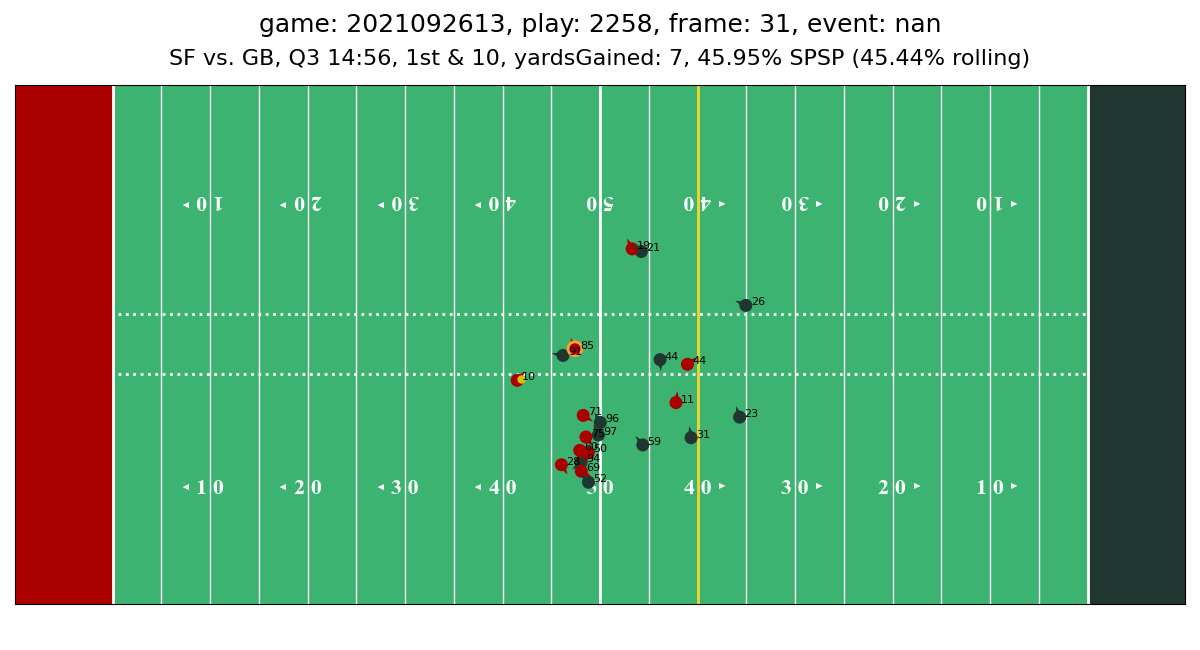 game: 2021092613, play: 2258, frame: 31, event: nan
SF vs. GB, Q3 14:56, 1st & 10, yardsGained: 7, 45.95% SPSP (45.44% rolling)
10 20 30 40 50 40 30 20 10
19 21
26
85
91 44 44
10
11
71 96 23
75 97 31
59
60 50
28 94
69
52
10 20 30 40 50 40 30 20 10